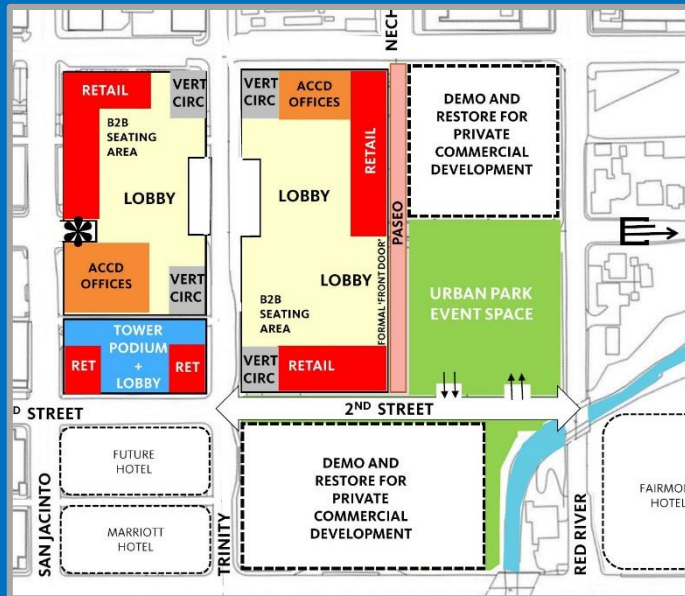 NECH
RETAIL
VERT
CIRC
B2B
SEATING
AREA
LOBBY
ACCD
OFFICES
VERT
CIRC
TOWER
PODIUM
+
LOBBY
RET
RET
VERT
CIRC
ACCD
OFFICES
RETAIL
LOBBY
LOBBY
FORMAL 'FRONT DOOR'
B2B
SEATING
AREA
VERT
CIRC
RETAIL
PASEO
DEMO AND
RESTORE FOR
PRIVATE
COMMERCIAL
DEVELOPMENT
URBAN PARK
EVENT SPACE
D STREET
2ND STREET
FUTURE
HOTEL
MARRIOTT
HOTEL
SAN JACINTO
TRINITY
DEMO AND
RESTORE FOR
PRIVATE
COMMERCIAL
DEVELOPMENT
RED RIVER
FAIRMO
HOTEL